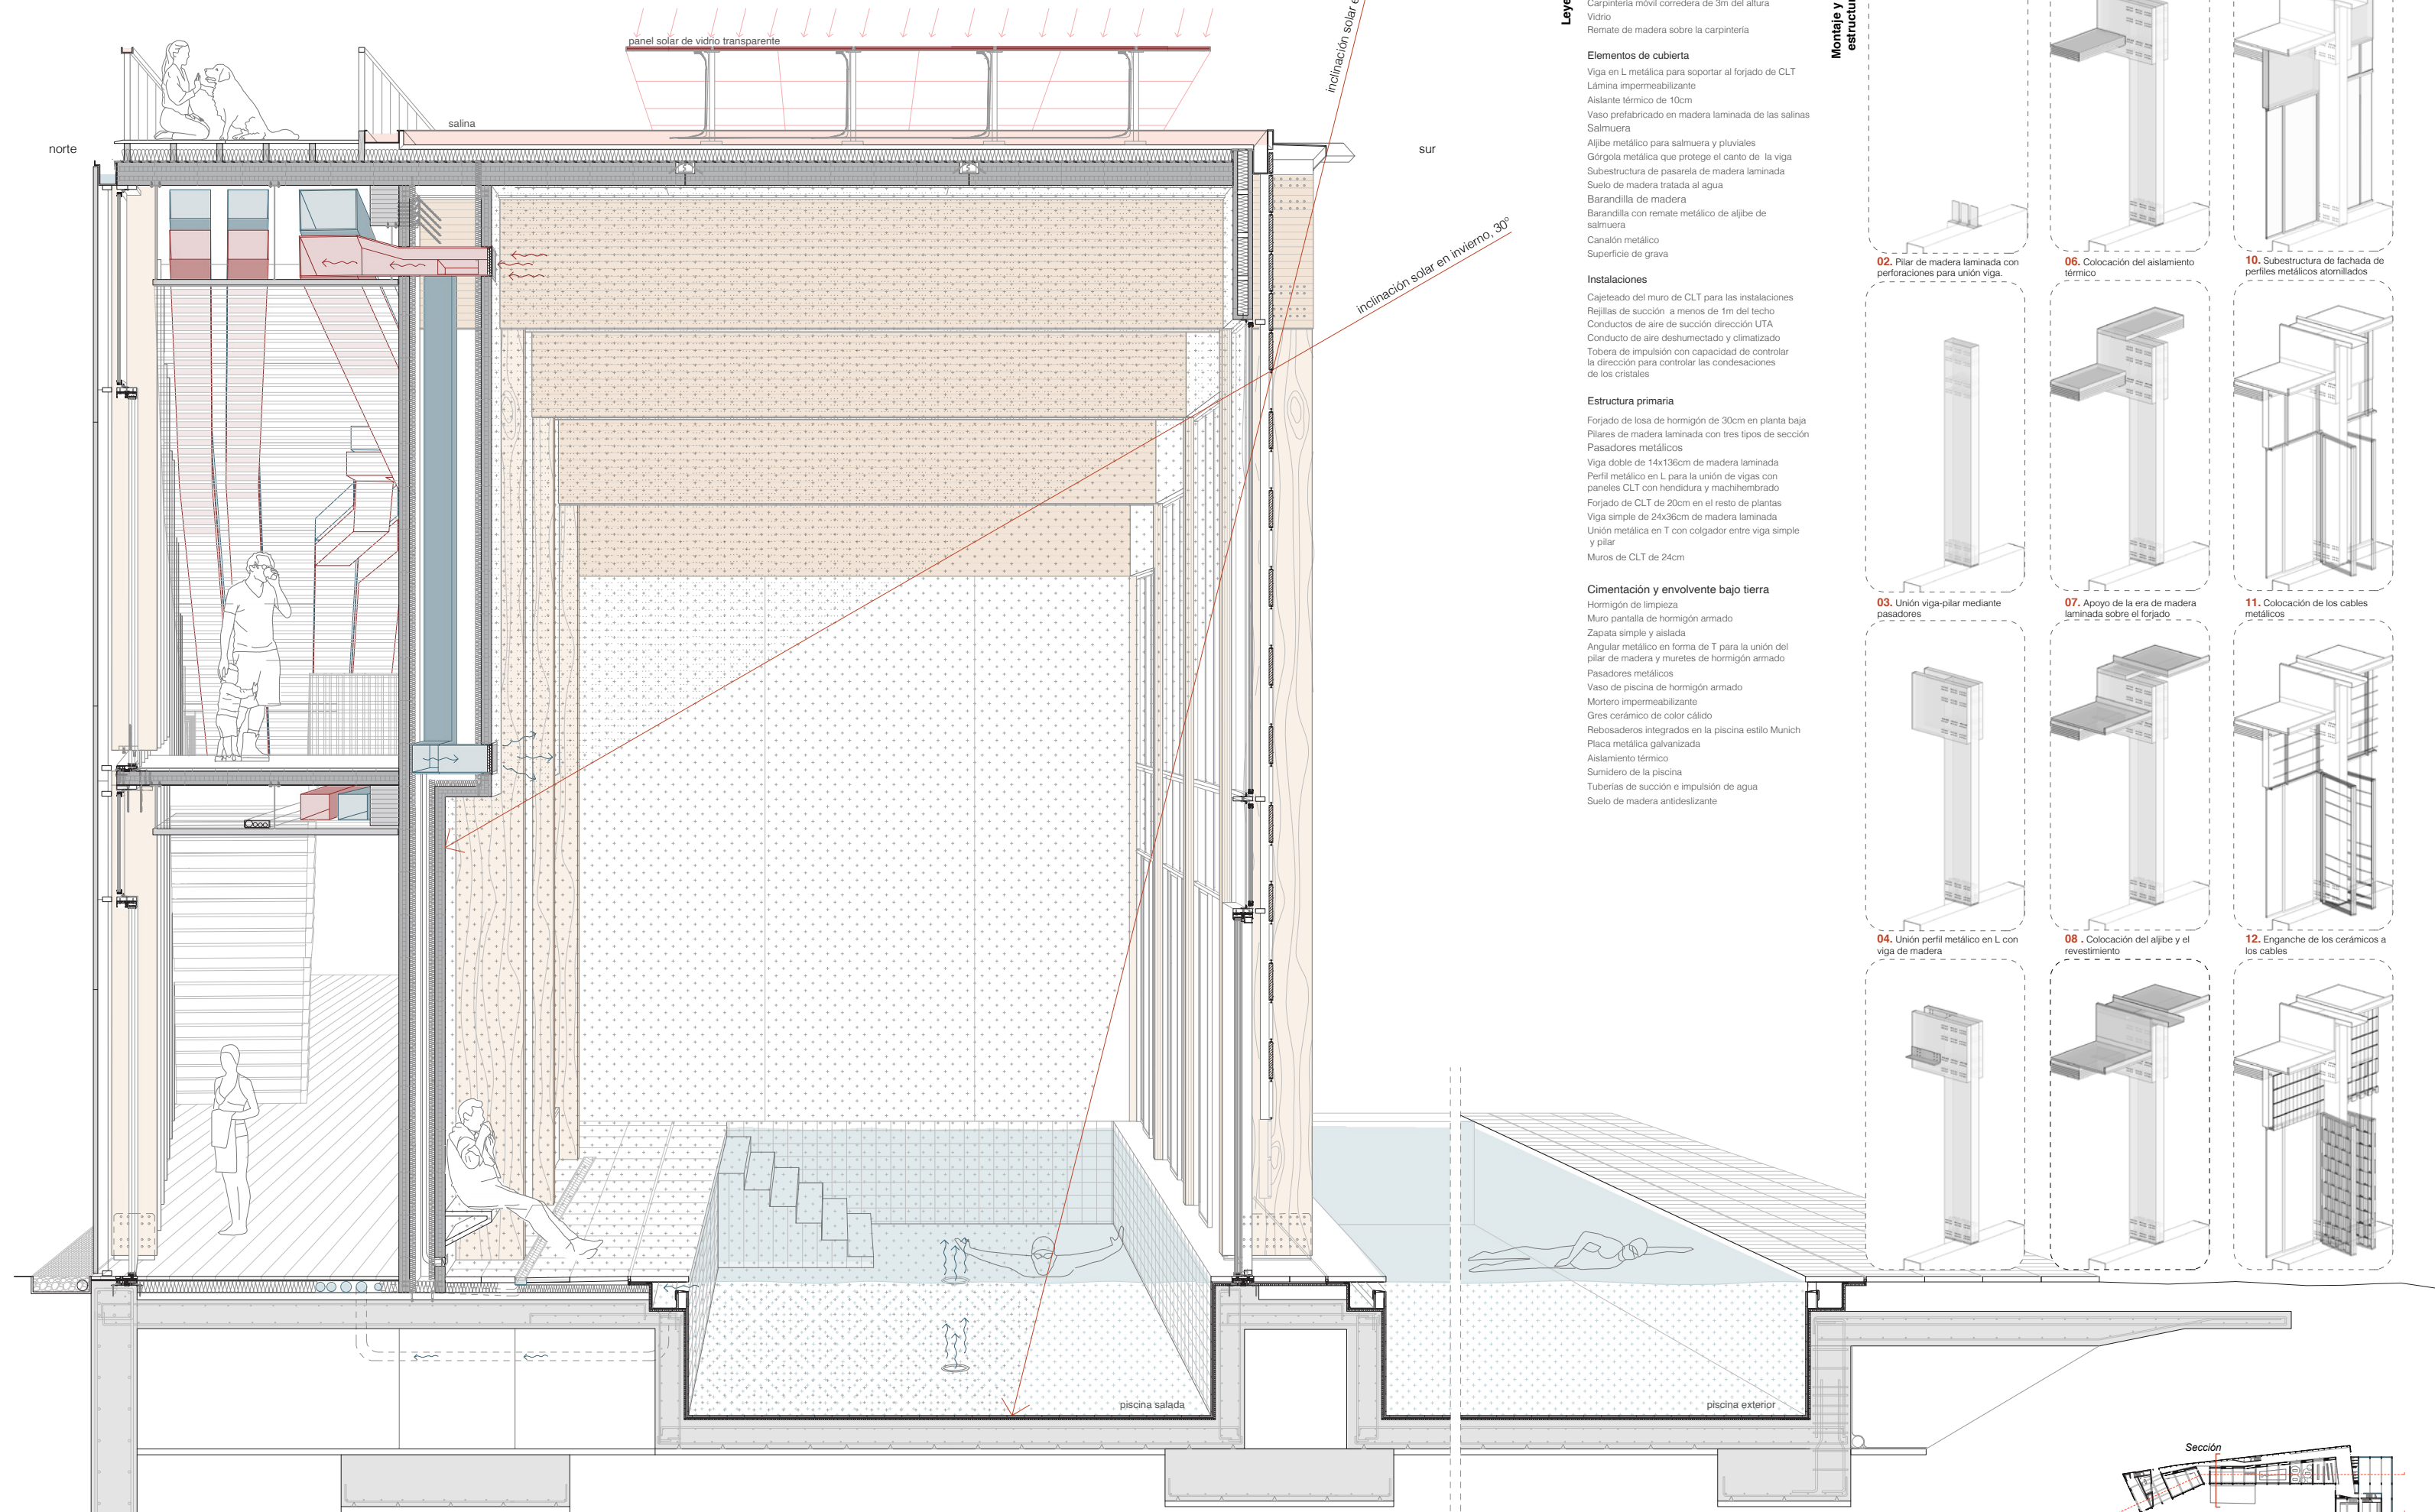 panel solar de vidrio transparente
salina
norte
sur
inclinación solar e
inclinación solar en invierno, 30º
piscina salada
piscina exterior
Leye
Carpintería móvil corredera de 3m del altura
Vidrio
Remate de madera sobre la carpintería
Elementos de cubierta
Viga en L metálica para soportar al forjado de CLT
Lámina impermeabilizante
Aislante térmico de 10cm
Vaso prefabricado en madera laminada de las salinas
Salmuera
Aljibe metálico para salmuera y pluviales
Górgola metálica que protege el canto de la viga
Subestructura de pasarela de madera laminada
Suelo de madera tratada al agua
Barandilla de madera
Barandilla con remate metálico de aljibe de
salmuera
Canalón metálico
Superficie de grava
Instalaciones
Cajeteado del muro de CLT para las instalaciones
Rejillas de succión a menos de 1m del techo
Conductos de aire de succión dirección UTA
Conducto de aire deshumectado y climatizado
Tobera de impulsión con capacidad de controlar
la dirección para controlar las condesaciones
de los cristales
Estructura primaria
Forjado de losa de hormigón de 30cm en planta baja
Pilares de madera laminada con tres tipos de sección
Pasadores metálicos
Viga doble de 14x136cm de madera laminada
Perfil metálico en L para la unión de vigas con
paneles CLT con hendidura y machihembrado
Forjado de CLT de 20cm en el resto de plantas
Viga simple de 24x36cm de madera laminada
Unión metálica en T con colgador entre viga simple
y pilar
Muros de CLT de 24cm
Cimentación y envolvente bajo tierra
Hormigón de limpieza
Muro pantalla de hormigón armado
Zapata simple y aislada
Angular metálico en forma de T para la unión del
pilar de madera y muretes de hormigón armado
Pasadores metálicos
Vaso de piscina de hormigón armado
Mortero impermeabilizante
Gres cerámico de color cálido
Rebosaderos integrados en la piscina estilo Munich
Placa metálica galvanizada
Aislamiento térmico
Sumidero de la piscina
Tuberías de succión e impulsión de agua
Suelo de madera antideslizante
Montaje y
estructu
02. Pilar de madera laminada con
perforaciones para unión viga.
03. Unión viga-pilar mediante
pasadores
04. Unión perfil metálico en L con
viga de madera
06. Colocación del aislamiento
térmico
07. Apoyo de la era de madera
laminada sobre el forjado
08 . Colocación del aljibe y el
revestimiento
10. Subestructura de fachada de
perfiles metálicos atornillados
11. Colocación de los cables
metálicos
12. Enganche de los cerámicos a
los cables
Sección